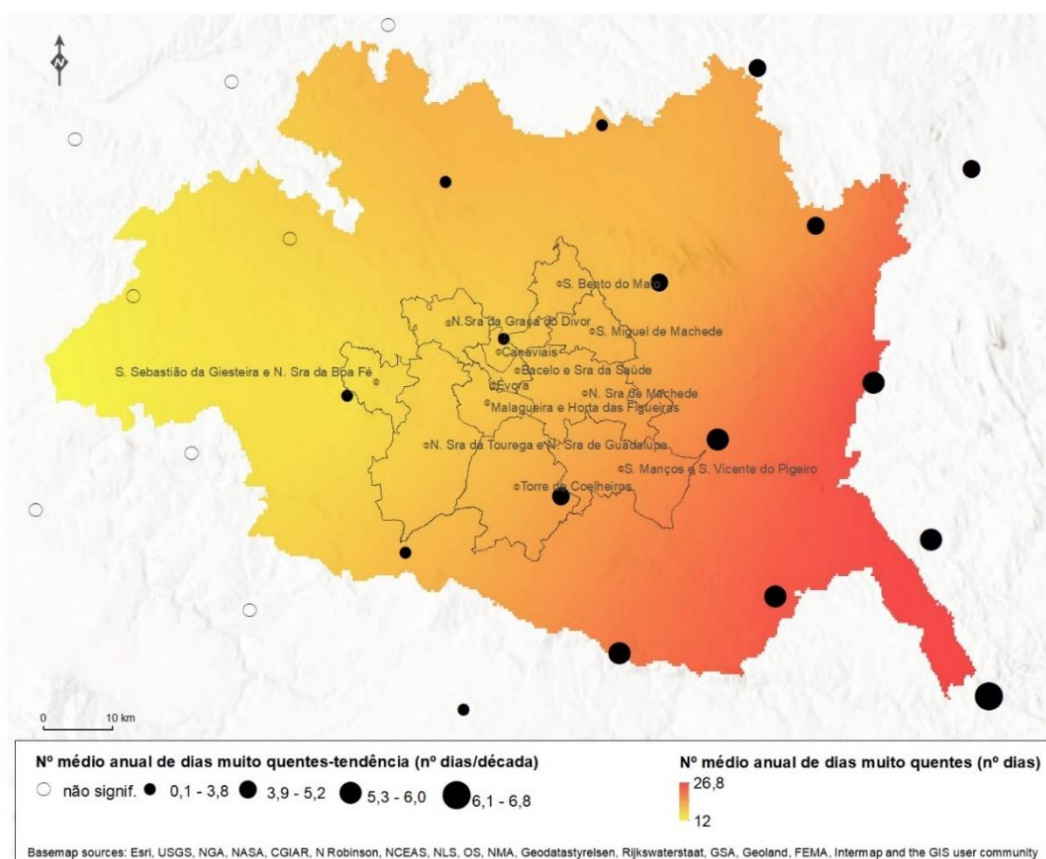 N
S. Bento do Mato
N.Sra da Graça do Divor
S. Miguel de Machede
Canaviais
S. Sebastião da Giesteira e N. Sra da Boa Fé
Bacelo e Sra da Saúde
Évora
N. Sra de Machede
Malagueira e Horta das Figueiras
N. Sra da Tourega e N. Sra de Guadalupe
S. Manços e S. Vicente do Pigeiro
Torre de Coelheiros
0 10 km
Nº médio anual de dias muito quentes-tendência (nº dias/década)
não signif. 0,1 - 3,8 3,9 - 5,2 5,3 - 6,0 6,1 - 6,8
Nº médio anual de dias muito quentes (nº dias)
26,8
12
Basemap sources: Esri, USGS, NGA, NASA, CGIAR, N Robinson, NCEAS, NLS, OS, NMA, Geodatastyrelsen, Rijkswaterstaat, GSA, Geoland, FEMA, Intermap and the GIS user community